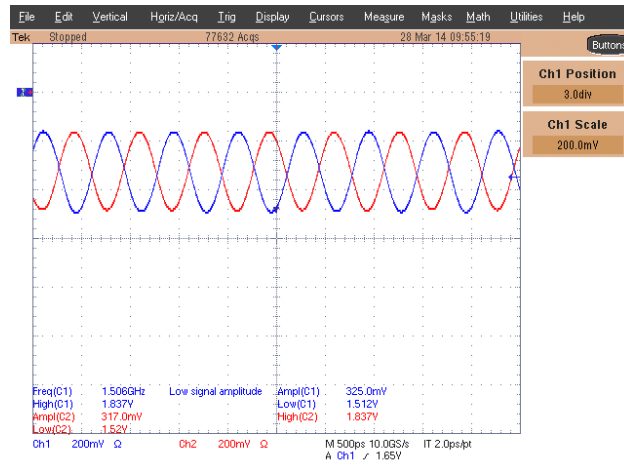 File Edit Vertical Horiz/Acq Trig Display Cursors Measure Masks Math Utilities Help
Tek Stopped 77632 Acqs 28 Mar 14 09:55:19
Buttons
Ch1 Position
3.0div
Ch1 Scale
200.0mV
Freq(C1) 1.506GHz Low signal amplitude Ampl(C1) 325.0mV
High(C1) 1.837V Low(C1) 1.512V
Ampl(C2) 317.0mV High(C2) 1.837V
Low(C2) 1.52V
Ch1 200mV Ω Ch2 200mV Ω M 500ps 10.0GS/s IT 2.0ps/pt
A Ch1 ∕ 1.65V